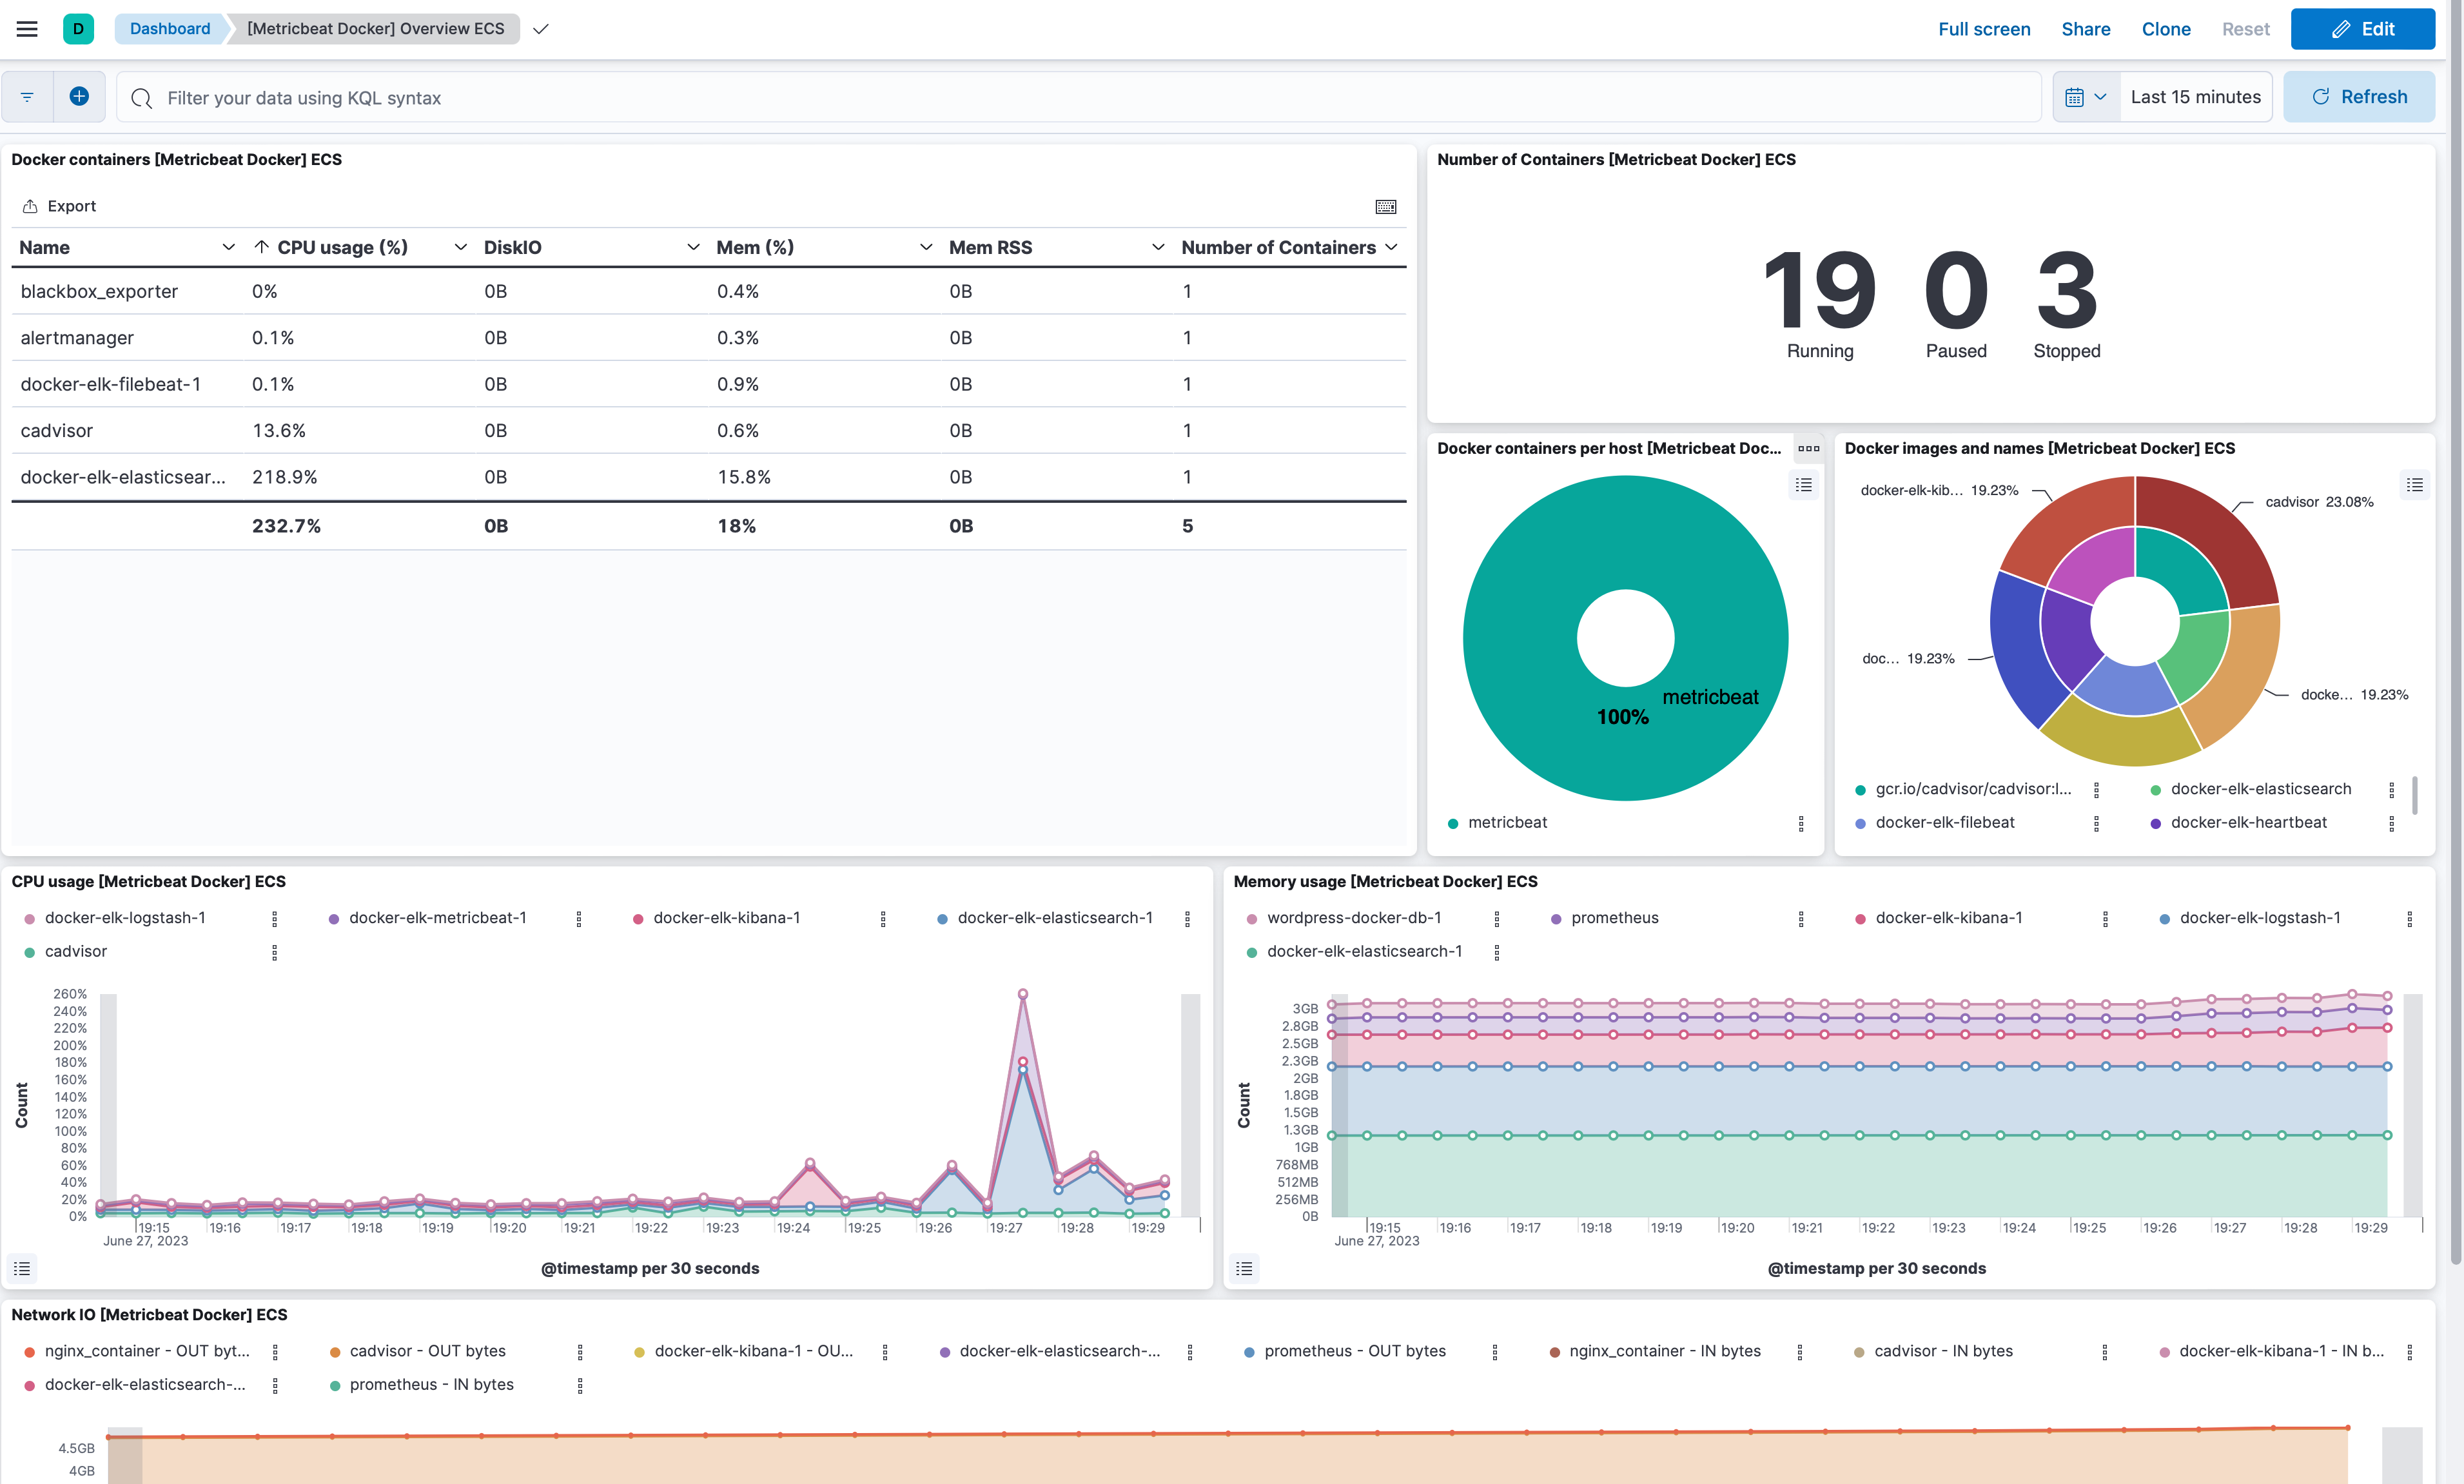 D Dashboard [Metricbeat Docker] Overview ECS Full screen Share Clone Reset Edit
Filter your data using KQL syntax Last 15 minutes Refresh
Docker containers [Metricbeat Docker] ECS
Export
Name CPU usage (%) DiskIO Mem (%) Mem RSS Number of Containers
blackbox_exporter 0% 0B 0.4% 0B 1
alertmanager 0.1% 0B 0.3% 0B 1
docker-elk-filebeat-1 0.1% 0B 0.9% 0B 1
cadvisor 13.6% 0B 0.6% 0B 1
docker-elk-elasticsear... 218.9% 0B 15.8% 0B 1
232.7% 0B 18% 0B 5
Number of Containers [Metricbeat Docker] ECS
19 0 3
Running Paused Stopped
Docker containers per host [Metricbeat Doc...
metricbeat
100%
metricbeat
Docker images and names [Metricbeat Docker] ECS
docker-elk-kib... 19.23%
cadvisor 23.08%
doc... 19.23%
docke... 19.23%
gcr.io/cadvisor/cadvisor:l... docker-elk-elasticsearch
docker-elk-filebeat docker-elk-heartbeat
CPU usage [Metricbeat Docker] ECS
docker-elk-logstash-1 docker-elk-metricbeat-1 docker-elk-kibana-1 docker-elk-elasticsearch-1
cadvisor
260%
240%
220%
200%
180%
160%
140%
120%
100%
80%
60%
40%
20%
0%
Count
19:15 19:16 19:17 19:18 19:19 19:20 19:21 19:22 19:23 19:24 19:25 19:26 19:27 19:28 19:29
June 27, 2023
@timestamp per 30 seconds
Memory usage [Metricbeat Docker] ECS
wordpress-docker-db-1 prometheus docker-elk-kibana-1 docker-elk-logstash-1
docker-elk-elasticsearch-1
3GB
2.8GB
2.5GB
2.3GB
2GB
1.8GB
1.5GB
1.3GB
1GB
768MB
512MB
256MB
0B
Count
19:15 19:16 19:17 19:18 19:19 19:20 19:21 19:22 19:23 19:24 19:25 19:26 19:27 19:28 19:29
June 27, 2023
@timestamp per 30 seconds
Network IO [Metricbeat Docker] ECS
nginx_container - OUT byt... cadvisor - OUT bytes docker-elk-kibana-1 - OU... docker-elk-elasticsearch-... prometheus - OUT bytes nginx_container - IN bytes cadvisor - IN bytes docker-elk-kibana-1 - IN b...
docker-elk-elasticsearch-... prometheus - IN bytes
4.5GB
4GB